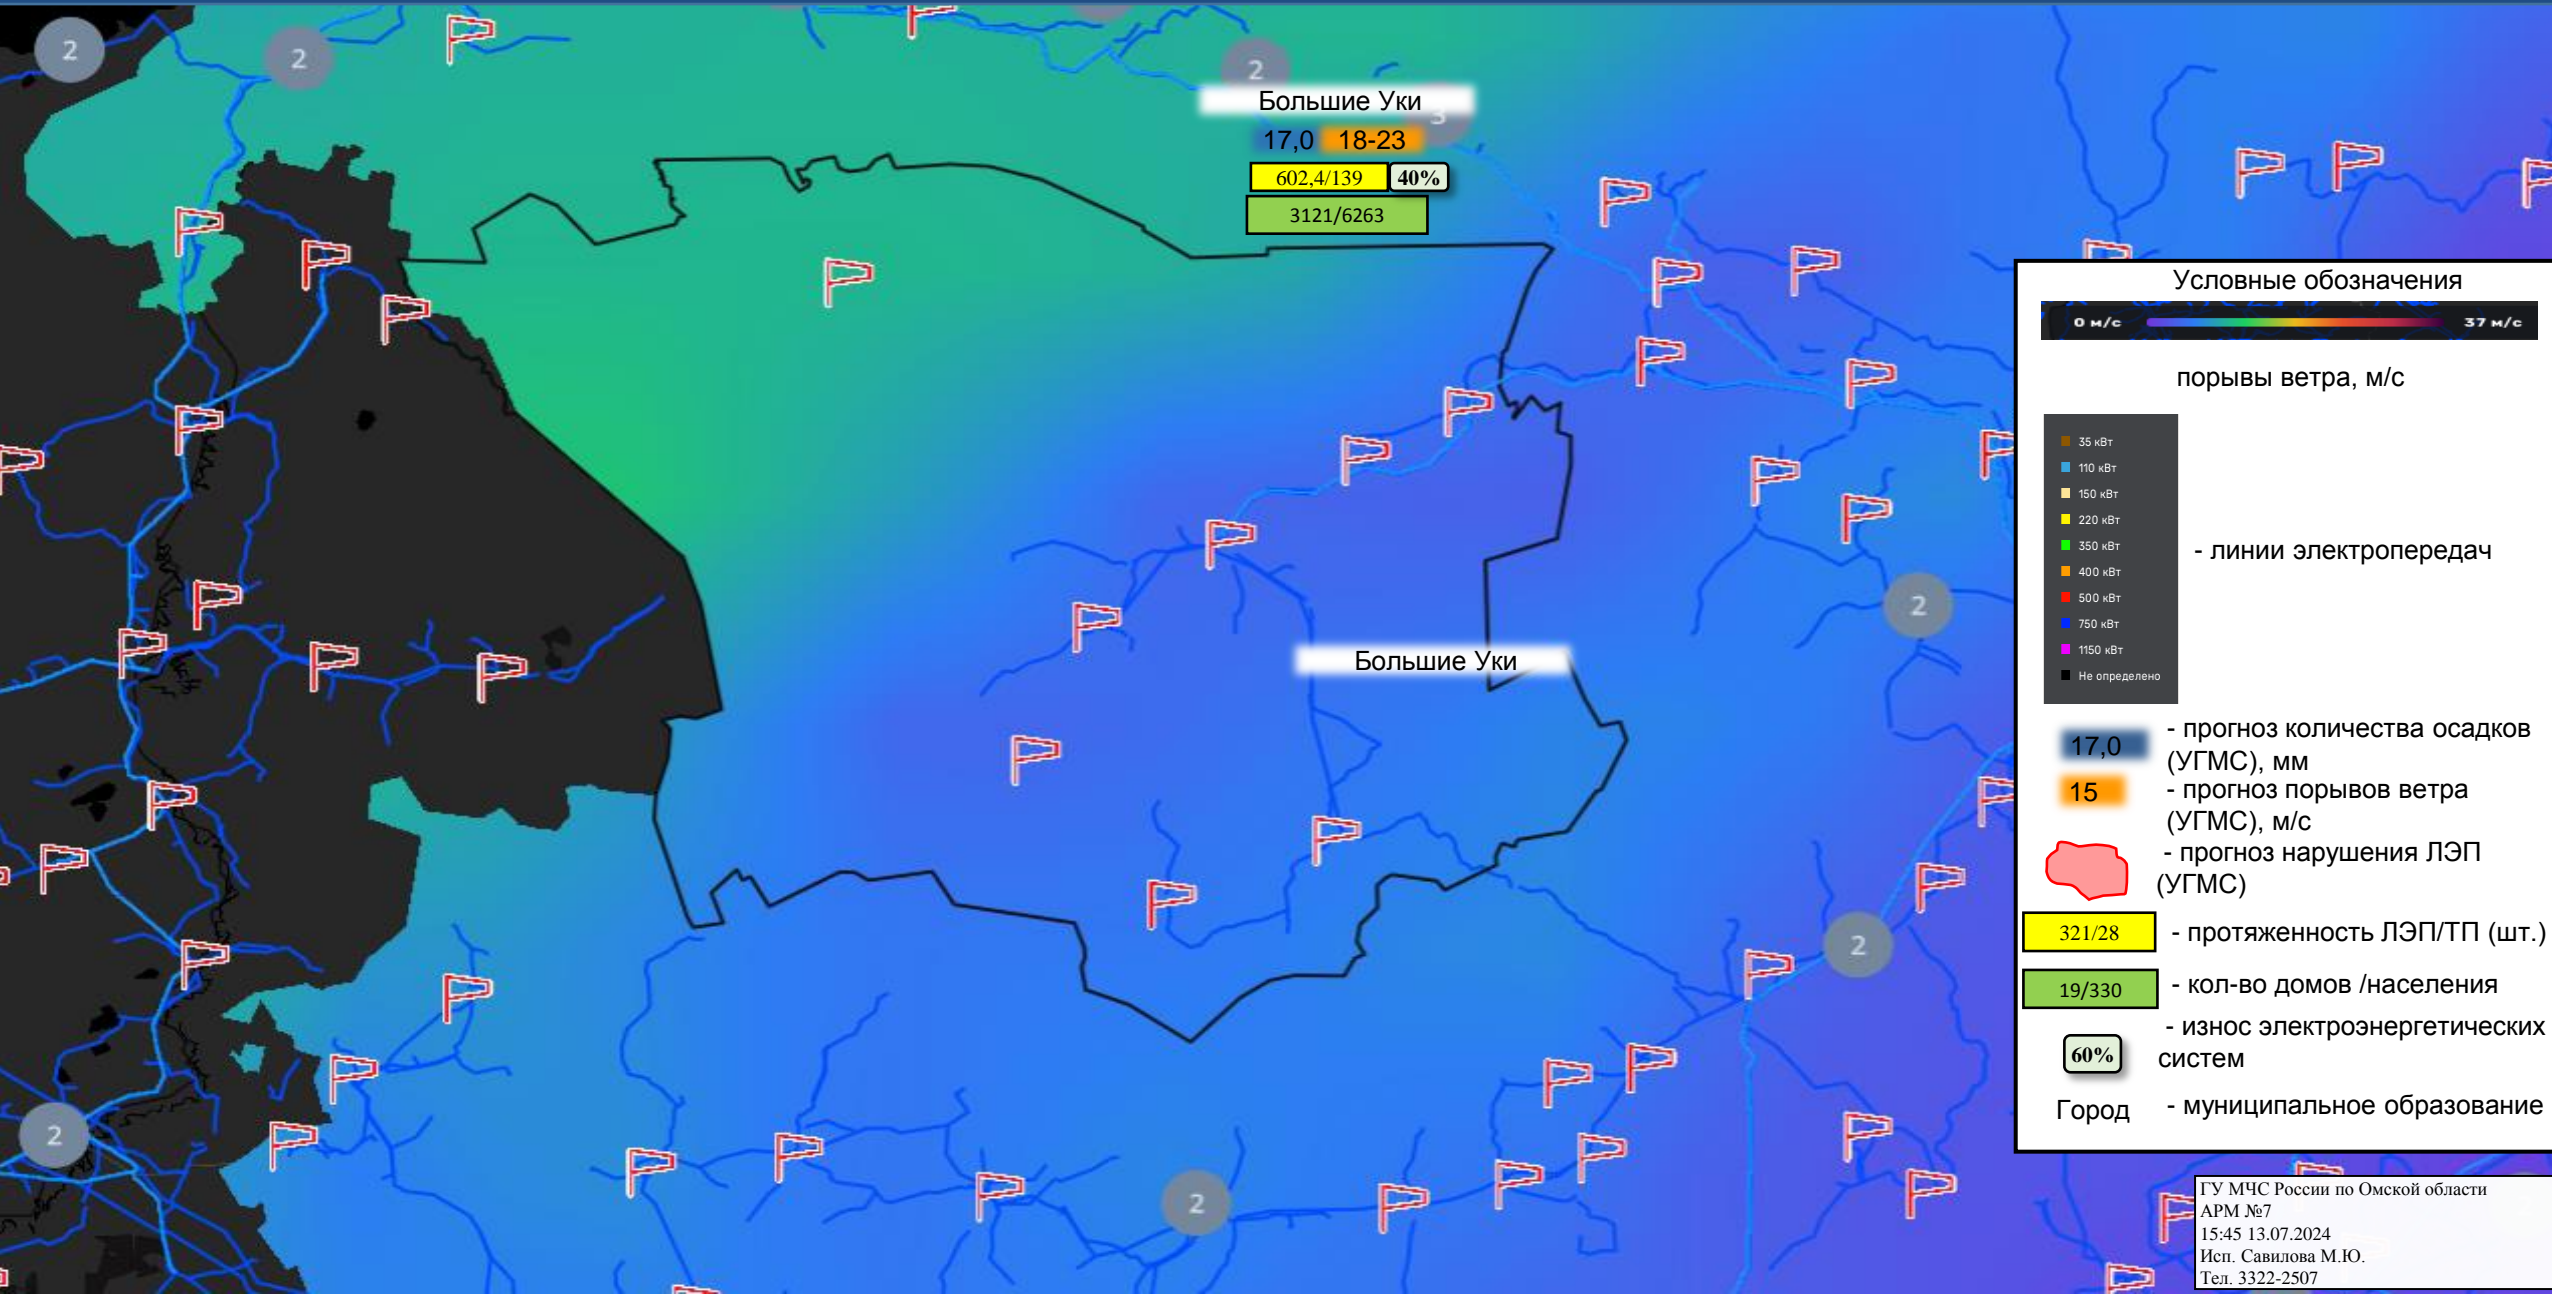 2
2
2
Большие Уки
3
17,0 18-23
602,4/139 40%
3121/6263
Большие Уки
2
2
2
2
Условные обозначения
0 м/с 37 м/с
порывы ветра, м/с
35 кВт
110 кВт
150 кВт
220 кВт
350 кВт
400 кВт
500 кВт
750 кВт
1150 кВт
Не определено
- линии электропередач
17,0 - прогноз количества осадков
(УГМС), мм
15 - прогноз порывов ветра
(УГМС), м/с
- прогноз нарушения ЛЭП
(УГМС)
321/28 - протяженность ЛЭП/ТП (шт.)
19/330 - кол-во домов /населения
60% - износ электроэнергетических
систем
Город - муниципальное образование
ГУ МЧС России по Омской области
АРМ №7
15:45 13.07.2024
Исп. Савилова М.Ю.
Тел. 3322-2507